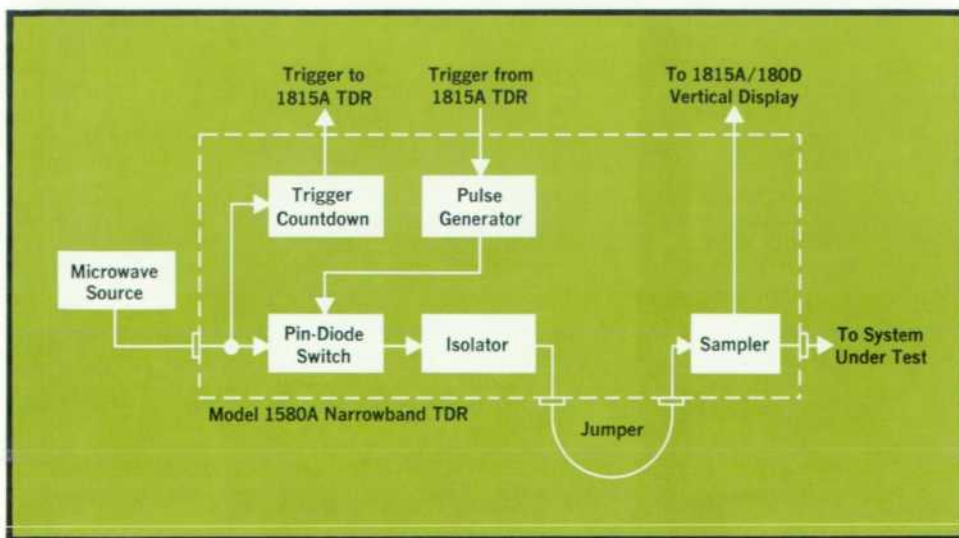 Trigger to
1815A TDR
Trigger from
1815A TDR
To 1815A/180D
Vertical Display
Trigger
Countdown
Pulse
Generator
Microwave
Source
Pin-Diode
Switch
Isolator
Sampler
To System
Under Test
Model 1580A Narrowband TDR
Jumper